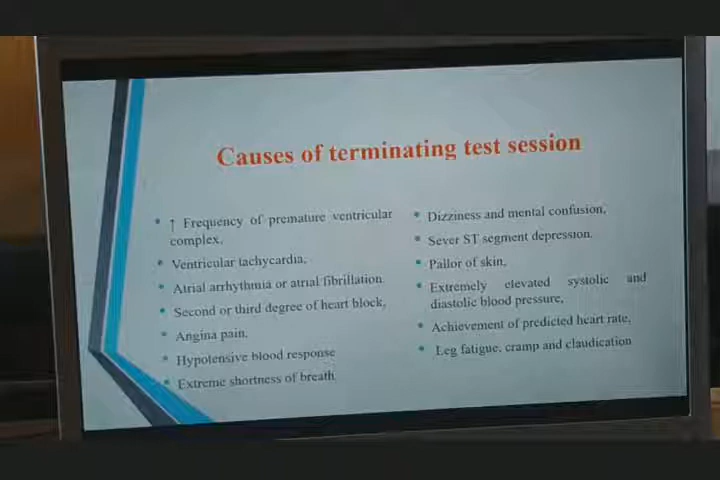 Causes of terminating test session
↑ Frequency of premature ventricular
complex,
Ventricular tachycardia,
Atrial arrhythmia or atrial fibrillation.
Second or third degree of heart block,
Angina pain,
Hypotensive blood response
Extreme shortness of breath.
Dizziness and mental confusion,
Sever ST segment depression.
Pallor of skin,
Extremely elevated systolic and
diastolic blood pressure,
Achievement of predicted heart rate,
Leg fatigue, cramp and claudication